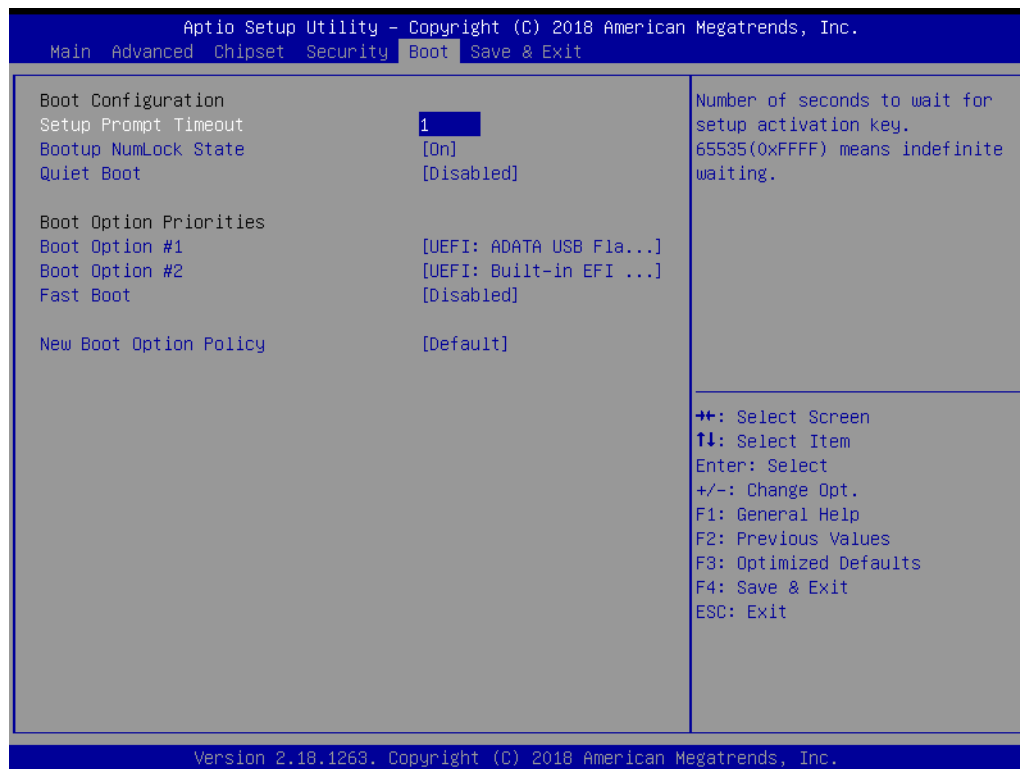 Aptio Setup Utility – Copyright (C) 2018 American Megatrends, Inc.
Main Advanced Chipset Security Boot Save & Exit
Boot Configuration
Setup Prompt Timeout 1
Bootup NumLock State [On]
Quiet Boot [Disabled]
Boot Option Priorities
Boot Option #1 [UEFI: ADATA USB Fla...]
Boot Option #2 [UEFI: Built-in EFI ...]
Fast Boot [Disabled]
New Boot Option Policy [Default]
Number of seconds to wait for
setup activation key.
65535(0xFFFF) means indefinite
waiting.
→←: Select Screen
↑↓: Select Item
Enter: Select
+/-: Change Opt.
F1: General Help
F2: Previous Values
F3: Optimized Defaults
F4: Save & Exit
ESC: Exit
Version 2.18.1263. Copyright (C) 2018 American Megatrends, Inc.